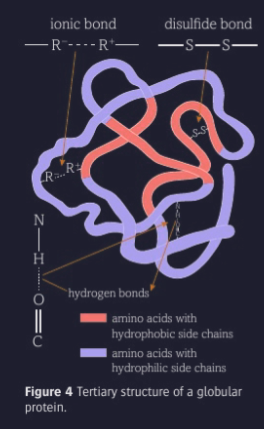 ionic bond
disulfide bond
R⁻ ---- R⁺
S — S
S-S
R⁻ R⁺
N
H
O
C
hydrogen bonds
amino acids with
hydrophobic side chains
amino acids with
hydrophilic side chains
Figure 4 Tertiary structure of a globular
protein.